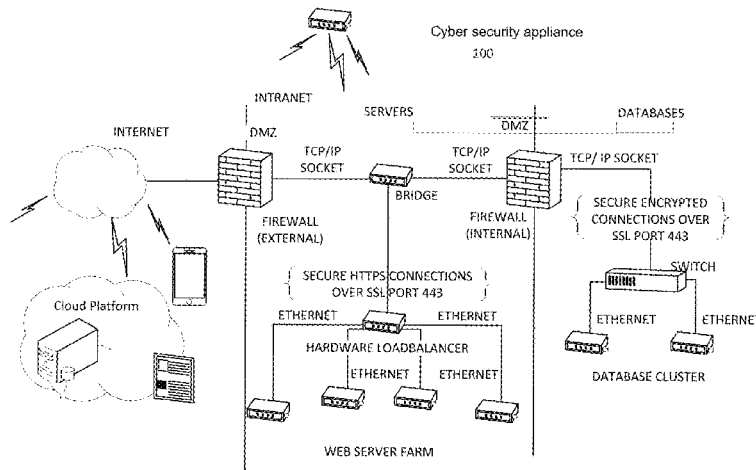 Cyber security appliance
100
INTRANET
SERVERS
DATABASES
INTERNET
DMZ
DMZ
TCP/IP
SOCKET
TCP/IP
SOCKET
TCP/ IP SOCKET
BRIDGE
FIREWALL
(EXTERNAL)
FIREWALL
(INTERNAL)
SECURE ENCRYPTED
CONNECTIONS OVER
SSL PORT 443
SECURE HTTPS CONNECTIONS
OVER SSL PORT 443
SWITCH
Cloud Platform
ETHERNET
ETHERNET
ETHERNET
ETHERNET
HARDWARE LOADBALANCER
ETHERNET
ETHERNET
DATABASE CLUSTER
WEB SERVER FARM